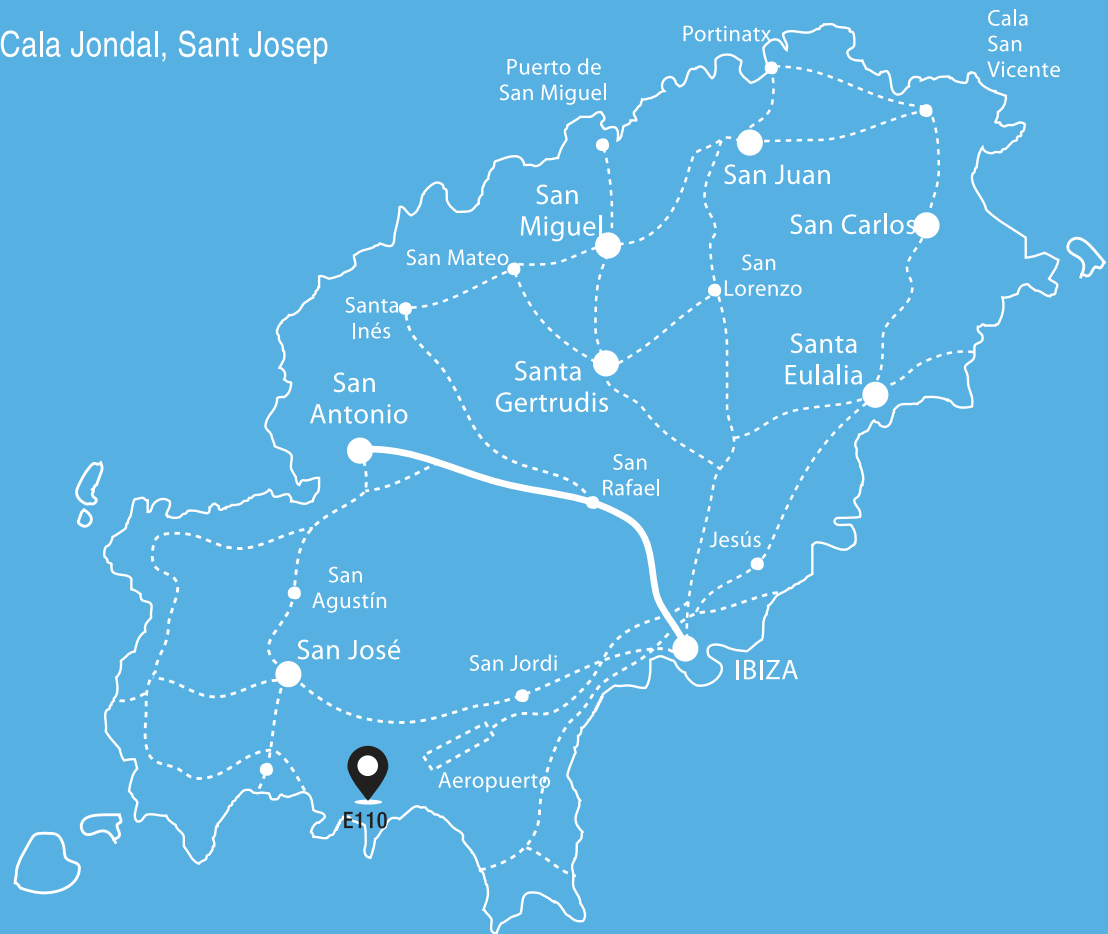 Cala Jondal, Sant Josep
Cala
San
Vicente
Portinatx
Puerto de
San Miguel
San Juan
San
Miguel
San Carlos
San Mateo
San
Lorenzo
Santa
Inés
Santa
Eulalia
Santa
Gertrudis
San
Antonio
San
Rafael
Jesús
San
Agustín
San José
San Jordi
IBIZA
Aeropuerto
E110